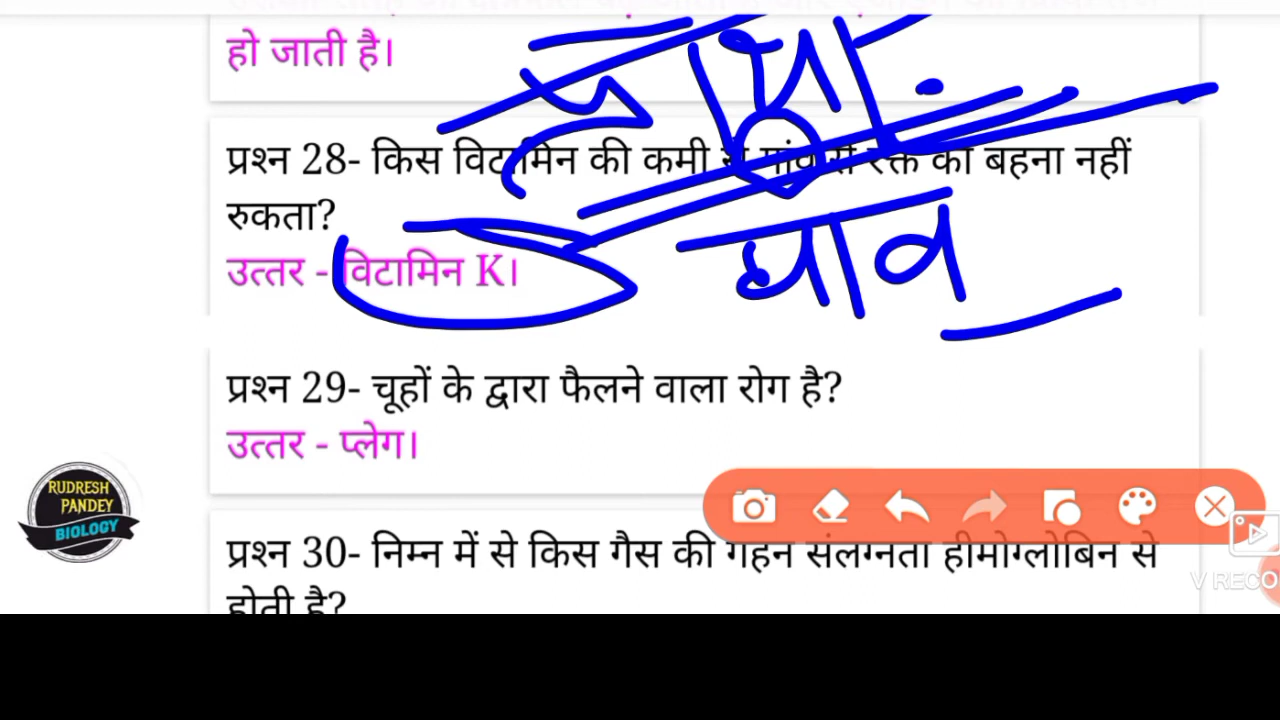 हो जाती है।
प्रश्न 28- किस विटामिन की कमी रक्त का बहना नहीं
रुकता?
उत्तर - विटामिन K।
घाव
प्रश्न 29- चूहों के द्वारा फैलने वाला रोग है?
उत्तर - प्लेग।
RUDRESH
PANDEY
BIOLOGY
प्रश्न 30- निम्न में से किस गैस की गहन संलग्नता हीमोग्लोबिन से
होती है?
V RECO